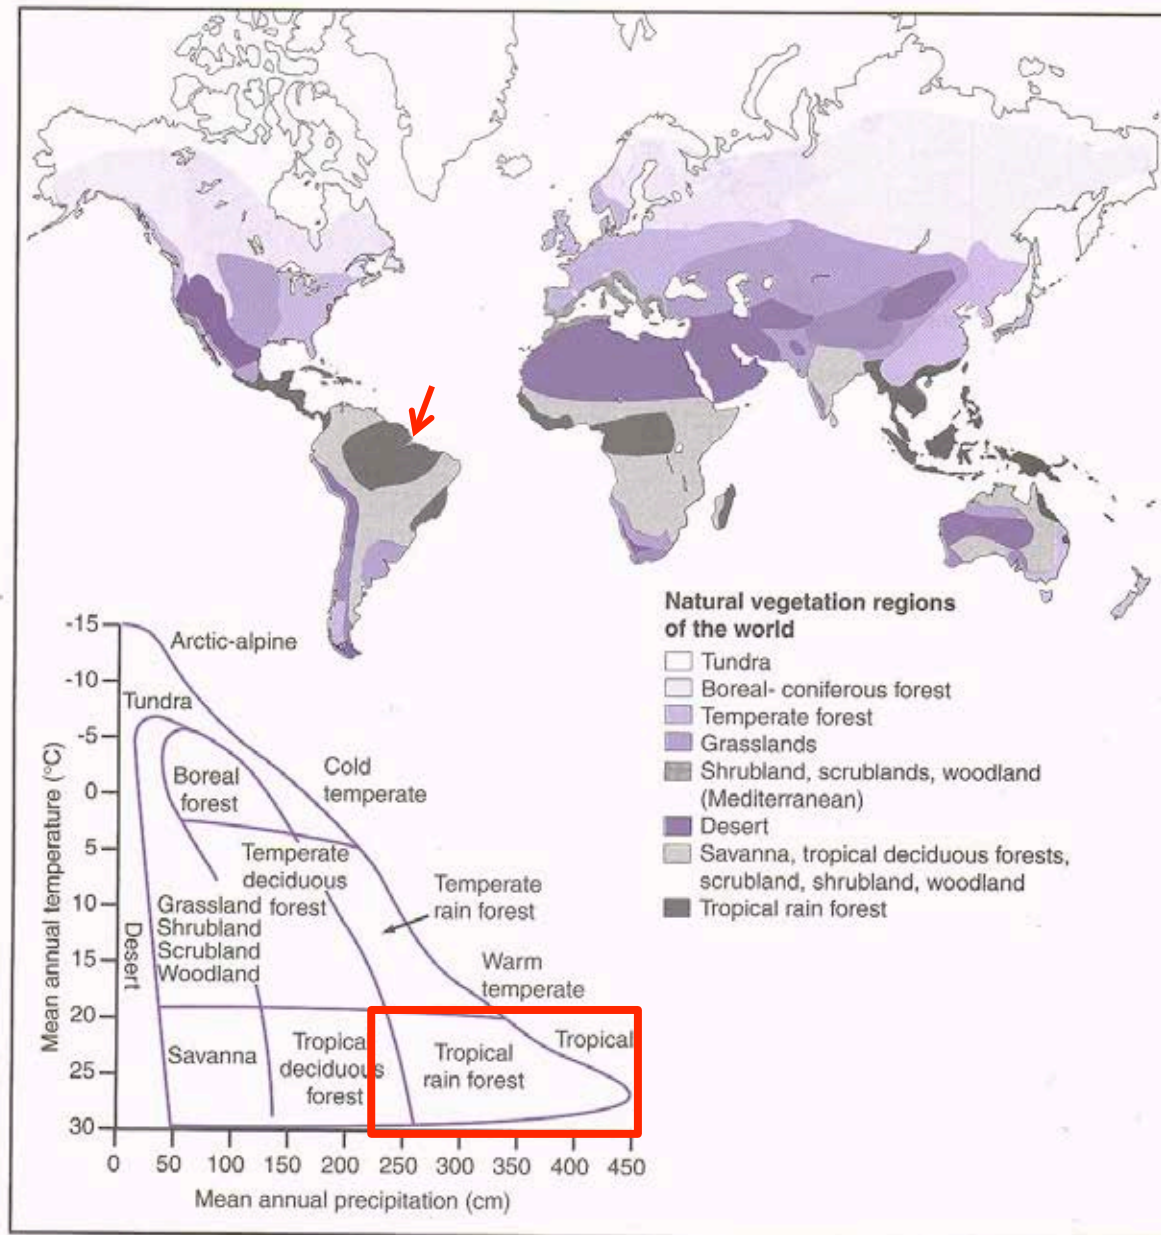 Natural vegetation regions
of the world
Tundra
Boreal- coniferous forest
Temperate forest
Grasslands
Shrubland, scrublands, woodland
(Mediterranean)
Desert
Savanna, tropical deciduous forests,
scrubland, shrubland, woodland
Tropical rain forest
Mean annual temperature (°C)
-15
-10
-5
0
5
10
15
20
25
30
Arctic-alpine
Tundra
Boreal
forest
Cold
temperate
Temperate
deciduous
forest
Temperate
rain forest
Grassland
Shrubland
Scrubland
Woodland
Desert
Warm
temperate
Savanna
Tropical
deciduous
forest
Tropical
rain forest
Tropical
0 50 100 150 200 250 300 350 400 450
Mean annual precipitation (cm)